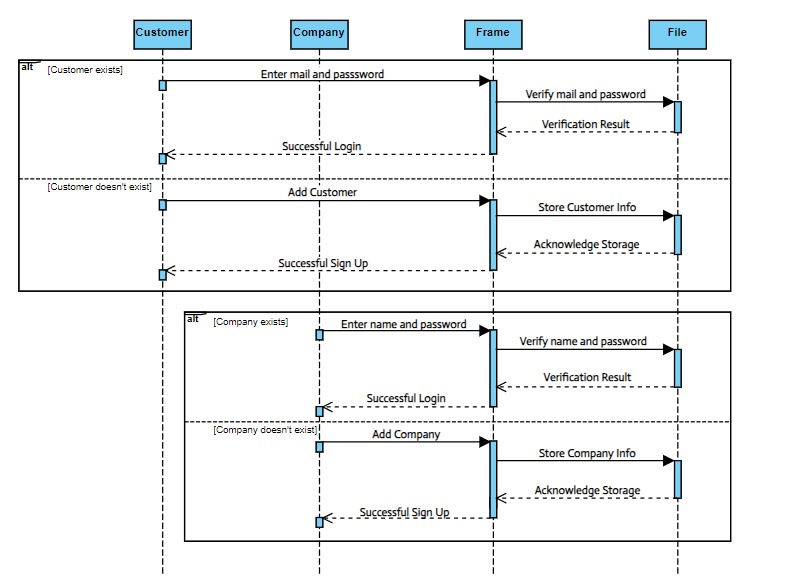 Customer
Company
Frame
File
alt
[Customer exists]
Enter mail and passsword
Verify mail and password
Verification Result
Successful Login
[Customer doesn't exist]
Add Customer
Store Customer Info
Acknowledge Storage
Successful Sign Up
alt
[Company exists]
Enter name and password
Verify name and password
Verification Result
Successful Login
[Company doesn't exist]
Add Company
Store Company Info
Acknowledge Storage
Successful Sign Up